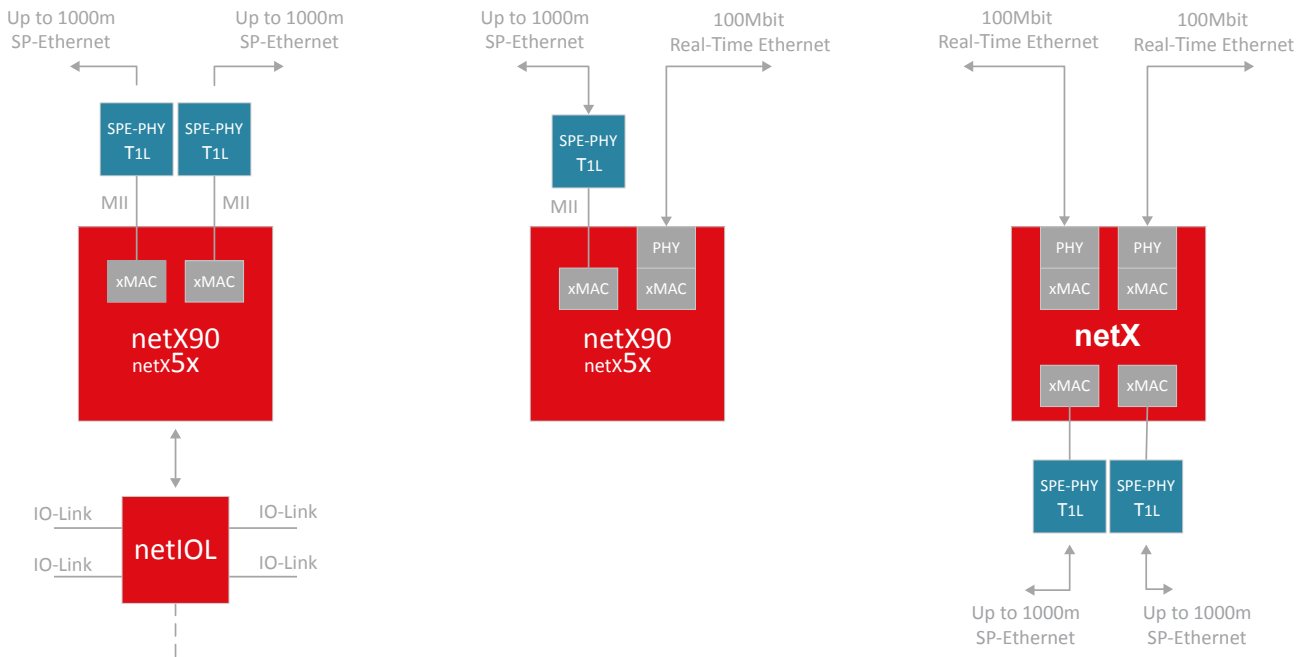 Up to 1000m
SP-Ethernet
Up to 1000m
SP-Ethernet
SPE-PHY
T1L
SPE-PHY
T1L
MII
MII
xMAC
xMAC
netX90
netX5x
IO-Link
IO-Link
netIOL
IO-Link
IO-Link
Up to 1000m
SP-Ethernet
100Mbit
Real-Time Ethernet
SPE-PHY
T1L
MII
PHY
xMAC
xMAC
netX90
netX5x
100Mbit
Real-Time Ethernet
100Mbit
Real-Time Ethernet
PHY
PHY
xMAC
xMAC
netX
xMAC
xMAC
SPE-PHY
T1L
SPE-PHY
T1L
Up to 1000m
SP-Ethernet
Up to 1000m
SP-Ethernet